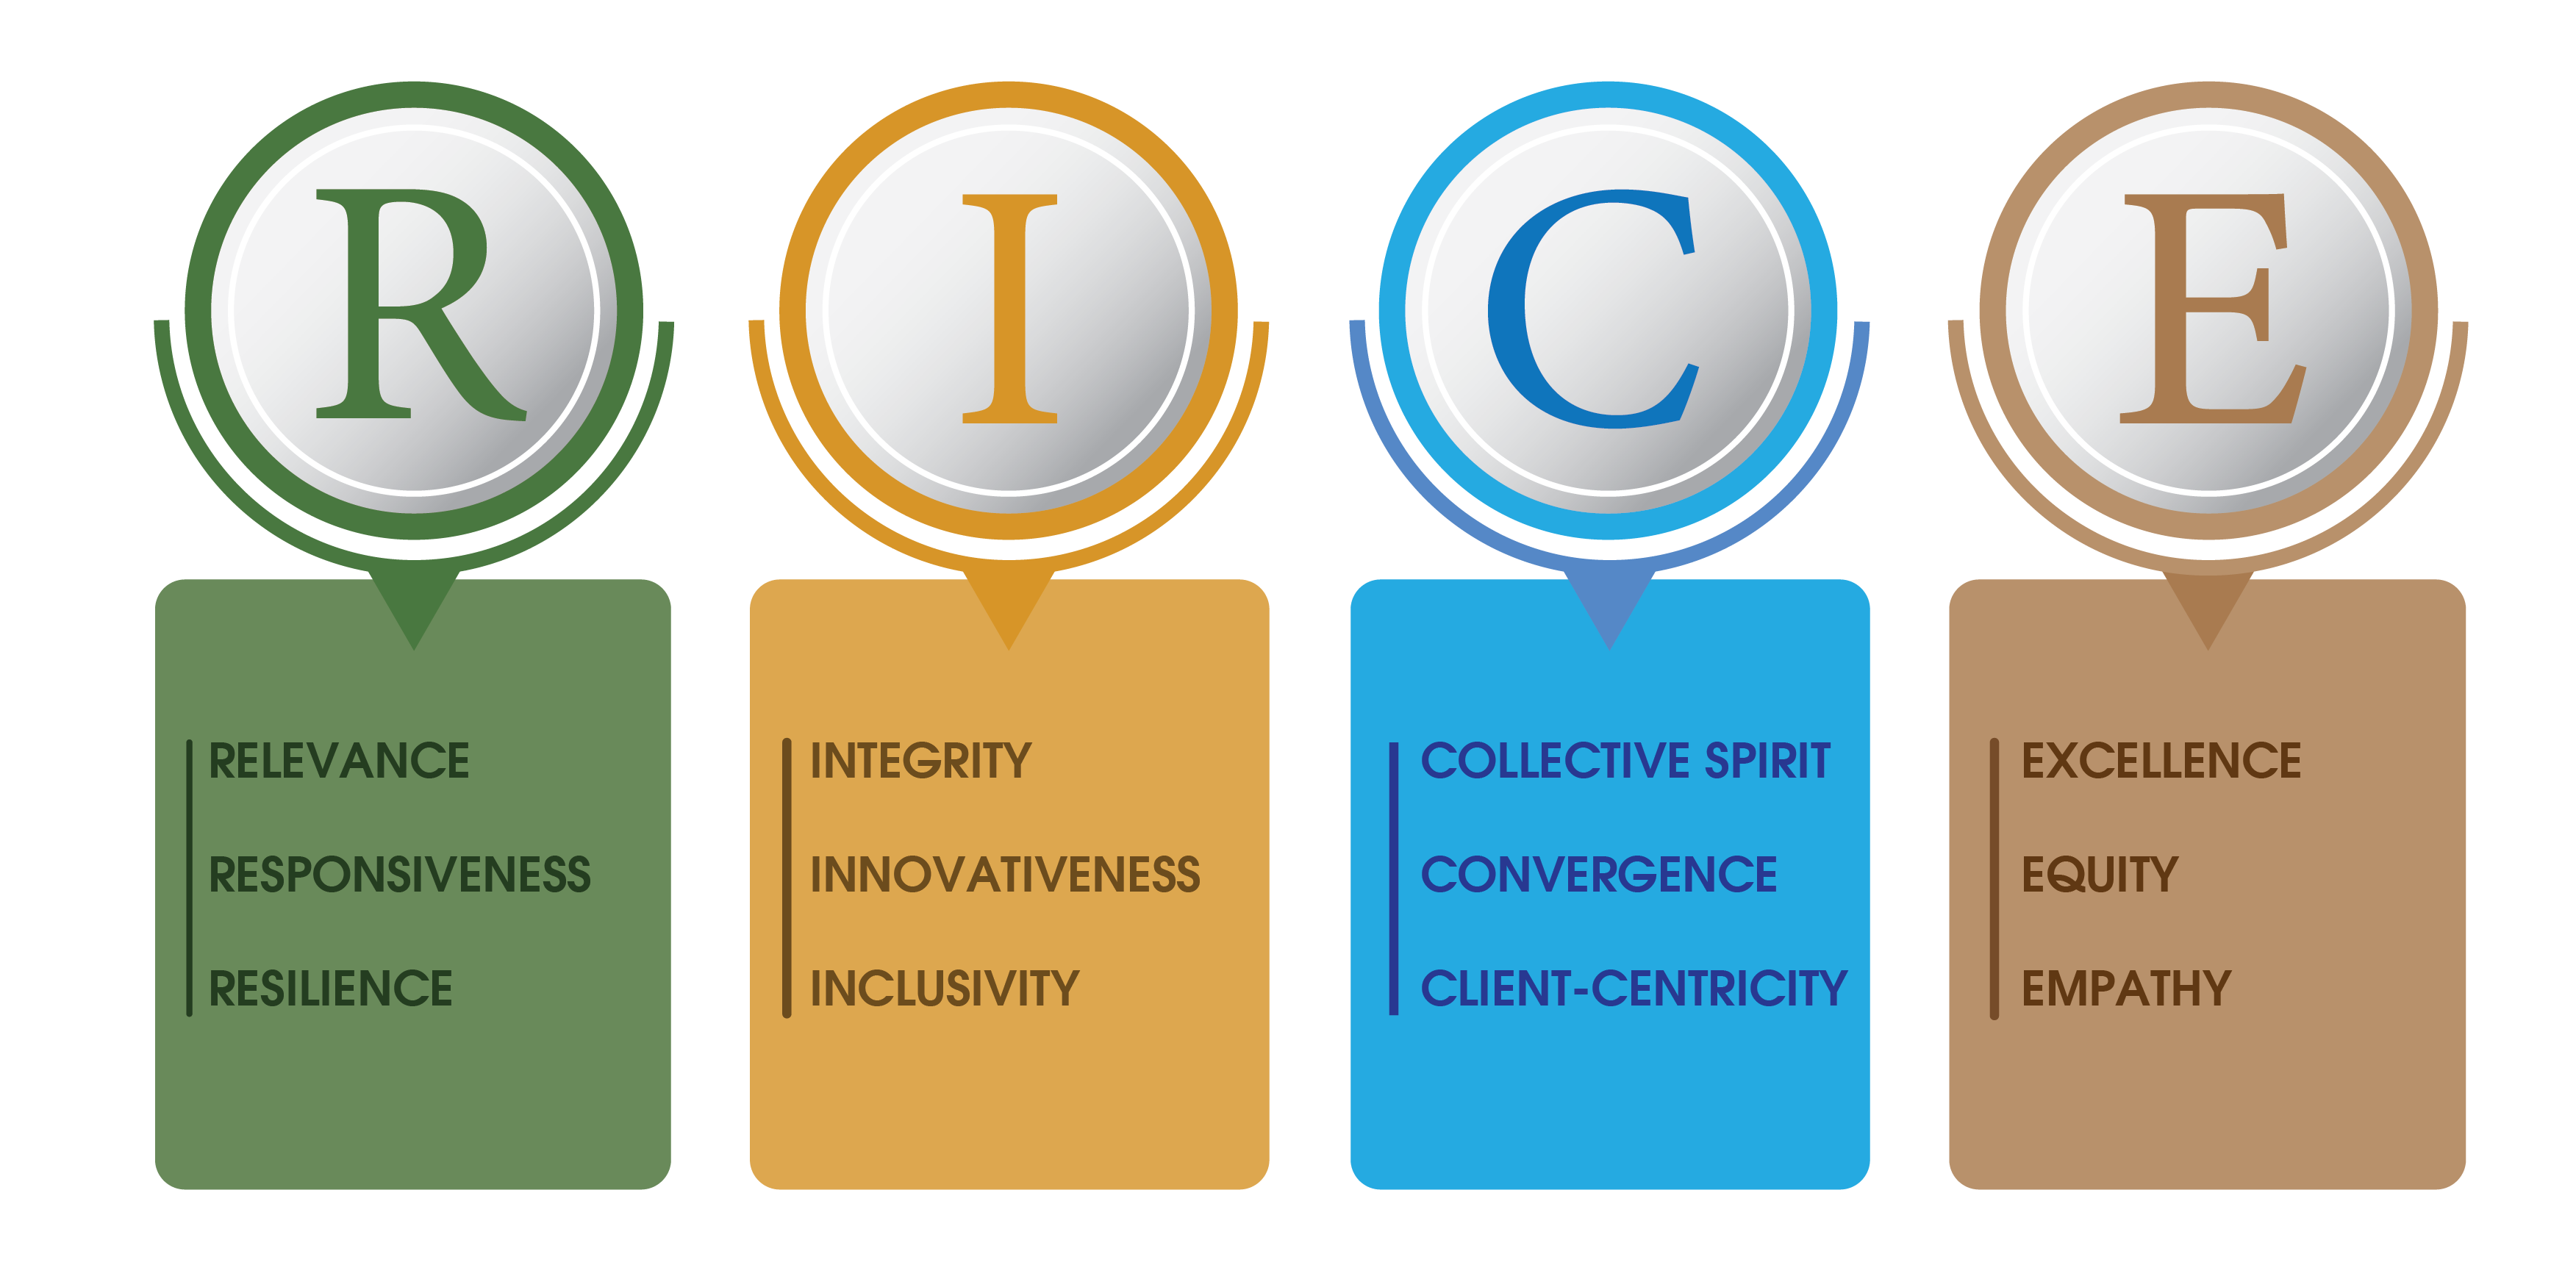 R
RELEVANCE
RESPONSIVENESS
RESILIENCE
I
INTEGRITY
INNOVATIVENESS
INCLUSIVITY
C
COLLECTIVE SPIRIT
CONVERGENCE
CLIENT-CENTRICITY
E
EXCELLENCE
EQUITY
EMPATHY